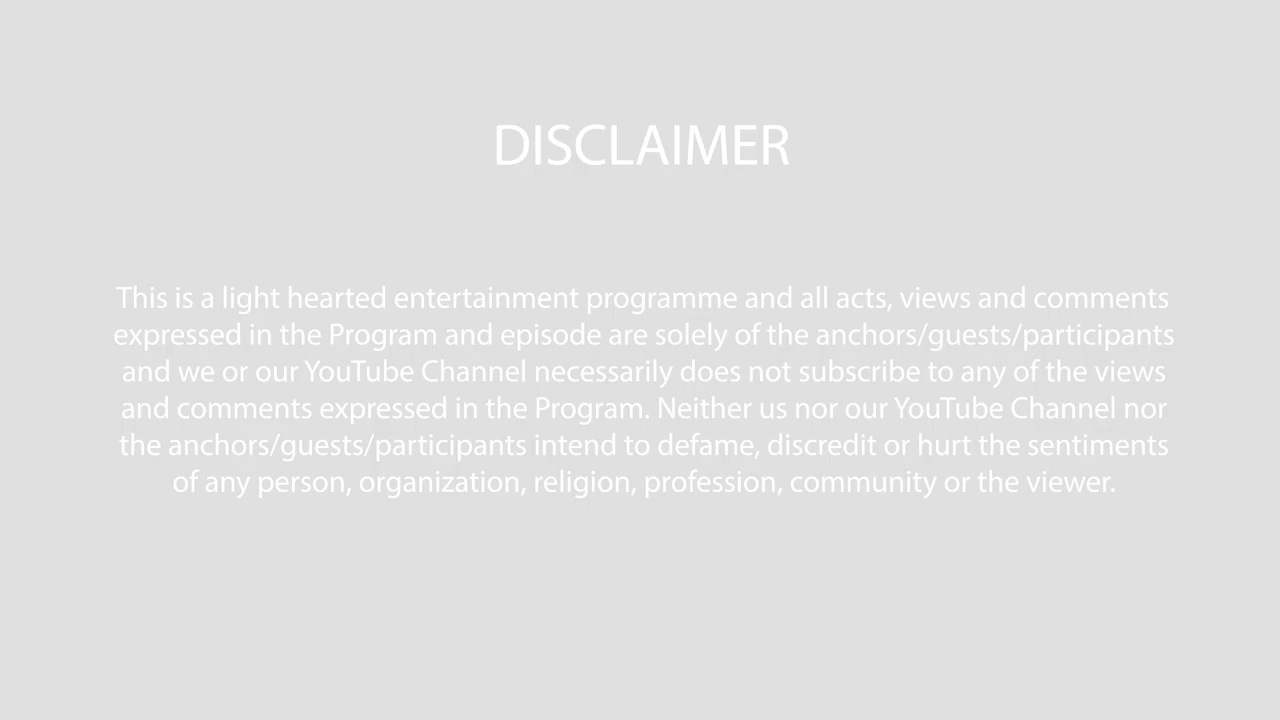 DISCLAIMER
This is a light hearted entertainment programme and all acts, views and comments
expressed in the Program and episode are solely of the anchors/guests/participants
and we or our YouTube Channel necessarily does not subscribe to any of the views
and comments expressed in the Program. Neither us nor our YouTube Channel nor
the anchors/guests/participants intend to defame, discredit or hurt the sentiments
of any person, organization, religion, profession, community or the viewer.